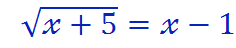 √(x + 5) = x − 1